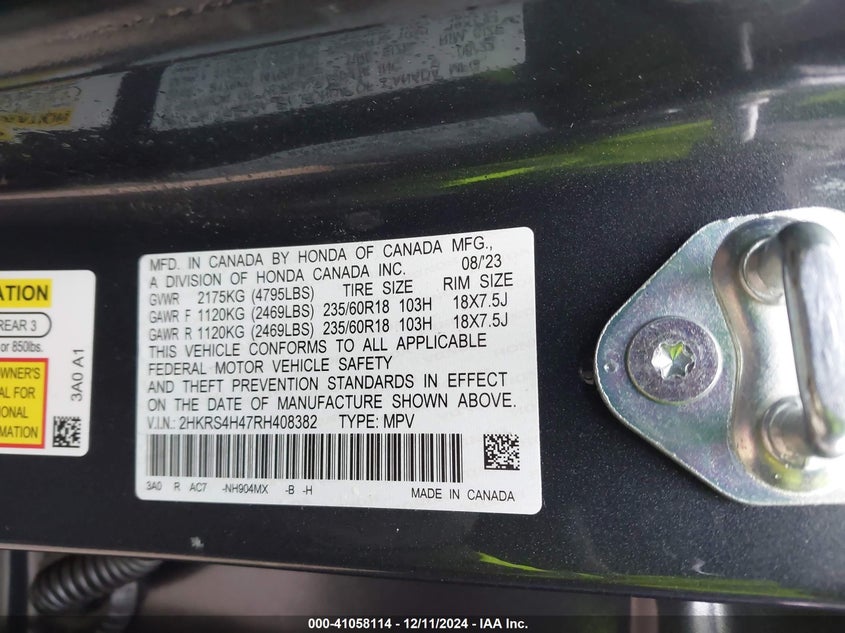 MFD. IN CANADA BY HONDA OF CANADA MFG.,
A DIVISION OF HONDA CANADA INC. 08/'23
GVWR 2175KG (4795LBS) TIRE SIZE RIM SIZE
GAWR F 1120KG (2469LBS) 235/60R18 103H 18X7.5J
GAWR R 1120KG (2469LBS) 235/60R18 103H 18X7.5J
THIS VEHICLE CONFORMS TO ALL APPLICABLE
FEDERAL MOTOR VEHICLE SAFETY
AND THEFT PREVENTION STANDARDS IN EFFECT
ON THE DATE OF MANUFACTURE SHOWN ABOVE.
V.I.N.: 2HKRS4H47RH408382 TYPE: MPV
3A0 R AC7 -NH904MX -B -H MADE IN CANADA
REAR 3
or 850lbs.
OWNER'S
FOR
3A0 A1
000-41058114 - 12/11/2024 - IAA Inc.